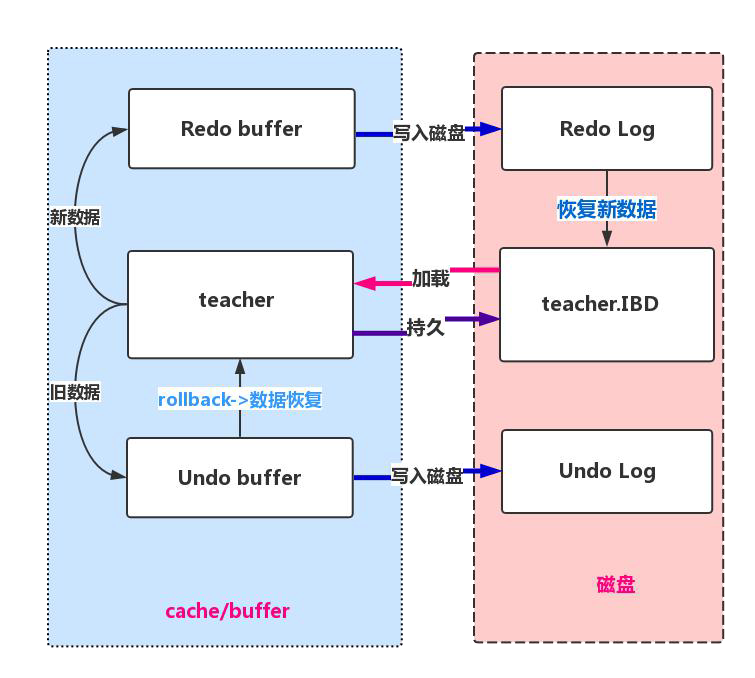 Redo buffer
写入磁盘
Redo Log
新数据
恢复新数据
teacher
加载
持久
teacher.IBD
旧数据
rollback->数据恢复
Undo buffer
写入磁盘
Undo Log
cache/buffer
磁盘